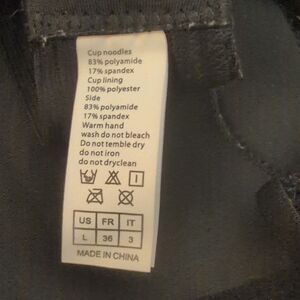 Cup noodles
83% polyamide
17% spandex
Cup lining
100% polyester
Side
83% polyamide
17% spandex
Warm hand
wash do not bleach
Do not temble dry
do not iron
do not dryclean
US FR IT
L 36 3
MADE IN CHINA